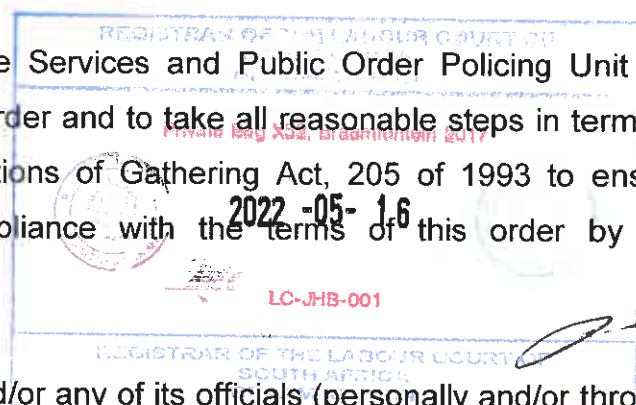 REGISTRAR OF THE LABOUR COURT OF
e Services and Public Order Policing Unit
rder and to take all reasonable steps in term
Private Bag X52, Braamfontein 2017
tions of Gathering Act, 205 of 1993 to ens
pliance with the terms of this order by
2022 -05- 16
LC-JHB-001
REGISTRAR OF THE LABOUR COURT OF
SOUTH AFRICA
d/or any of its officials (personally and/or thro